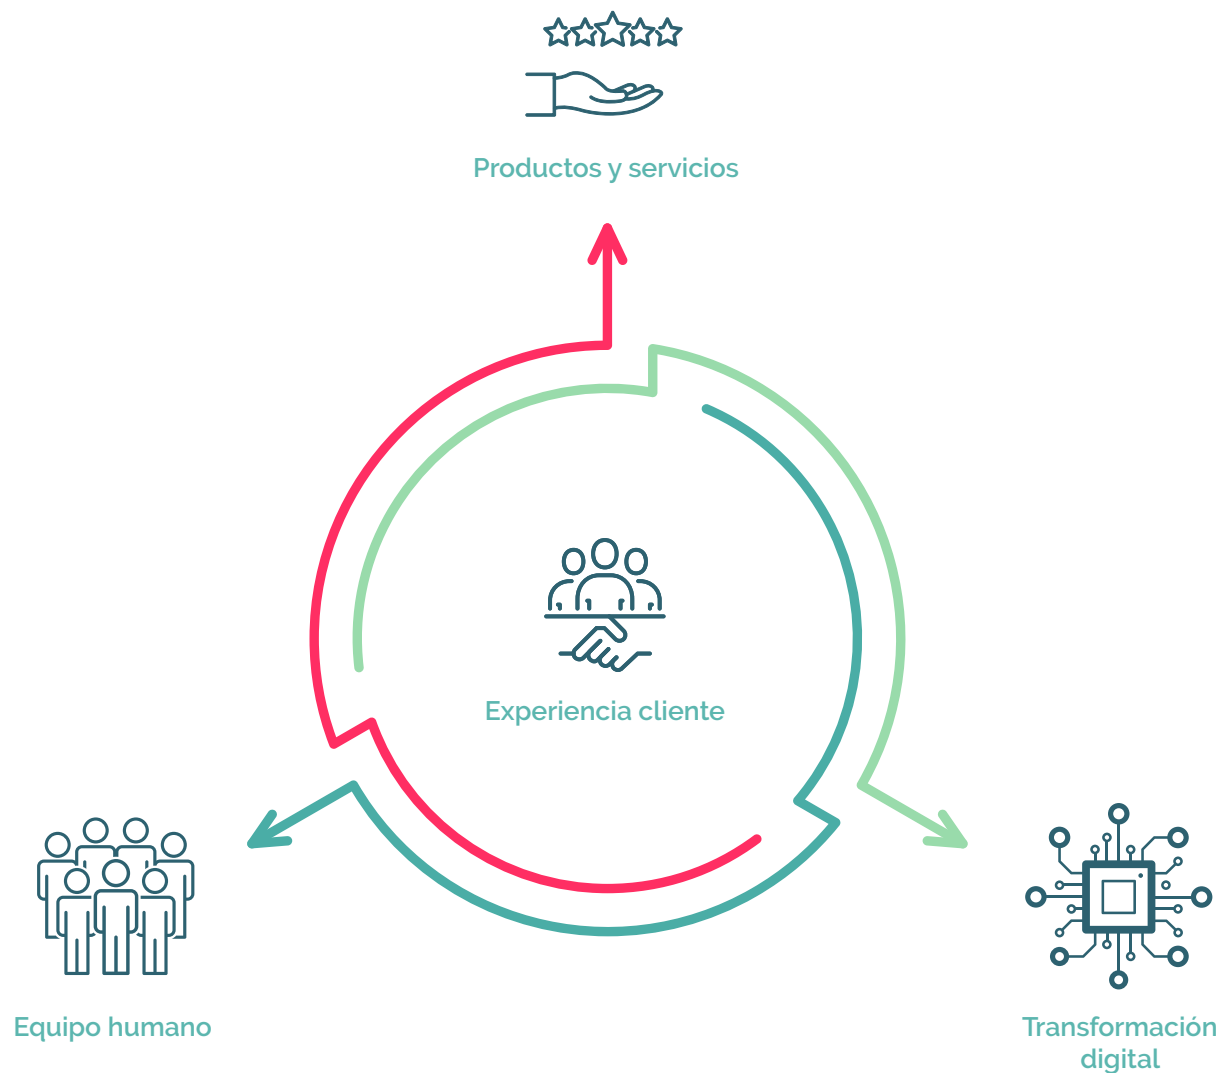 Productos y servicios
Experiencia cliente
Equipo humano
Transformación
digital